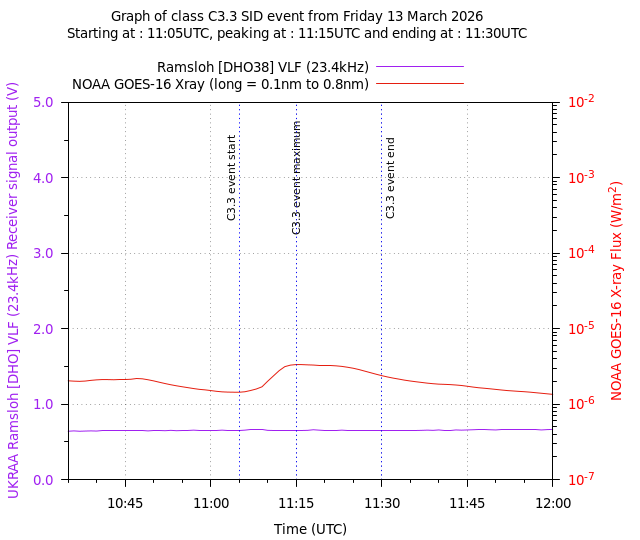 Graph of class C3.3 SID event from Friday 13 March 2026
Starting at : 11:05UTC, peaking at : 11:15UTC and ending at : 11:30UTC
Ramsloh [DHO38] VLF (23.4kHz)
NOAA GOES-16 Xray (long = 0.1nm to 0.8nm)
UKRAA Ramsloh [DHO] VLF (23.4kHz) Receiver signal output (V)
5.0
4.0
3.0
2.0
1.0
0.0
C3.3 event start
C3.3 event maximum
C3.3 event end
10^-2
10^-3
10^-4
10^-5
10^-6
10^-7
NOAA GOES-16 X-ray Flux (W/m²)
10:45 11:00 11:15 11:30 11:45 12:00
Time (UTC)